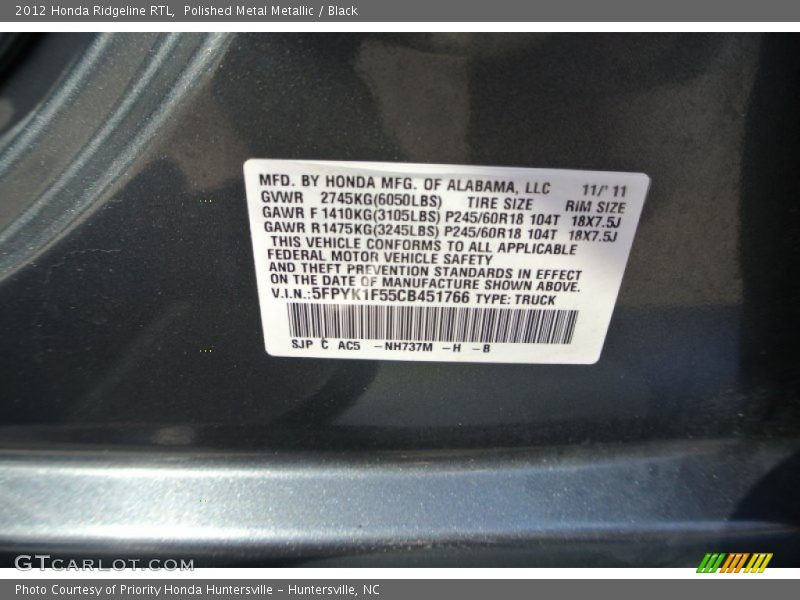 2012 Honda Ridgeline RTL, Polished Metal Metallic / Black
MFD. BY HONDA MFG. OF ALABAMA, LLC 11/' 11
GVWR 2745KG(6050LBS) TIRE SIZE RIM SIZE
GAWR F 1410KG(3105LBS) P245/60R18 104T 18X7.5J
GAWR R 1475KG(3245LBS) P245/60R18 104T 18X7.5J
THIS VEHICLE CONFORMS TO ALL APPLICABLE
FEDERAL MOTOR VEHICLE SAFETY
AND THEFT PREVENTION STANDARDS IN EFFECT
ON THE DATE OF MANUFACTURE SHOWN ABOVE.
V.I.N.:5FPYK1F55CB451766 TYPE: TRUCK
SJP C AC5 -NH737M -H -B
GTCARLOT.COM
Photo Courtesy of Priority Honda Huntersville - Huntersville, NC